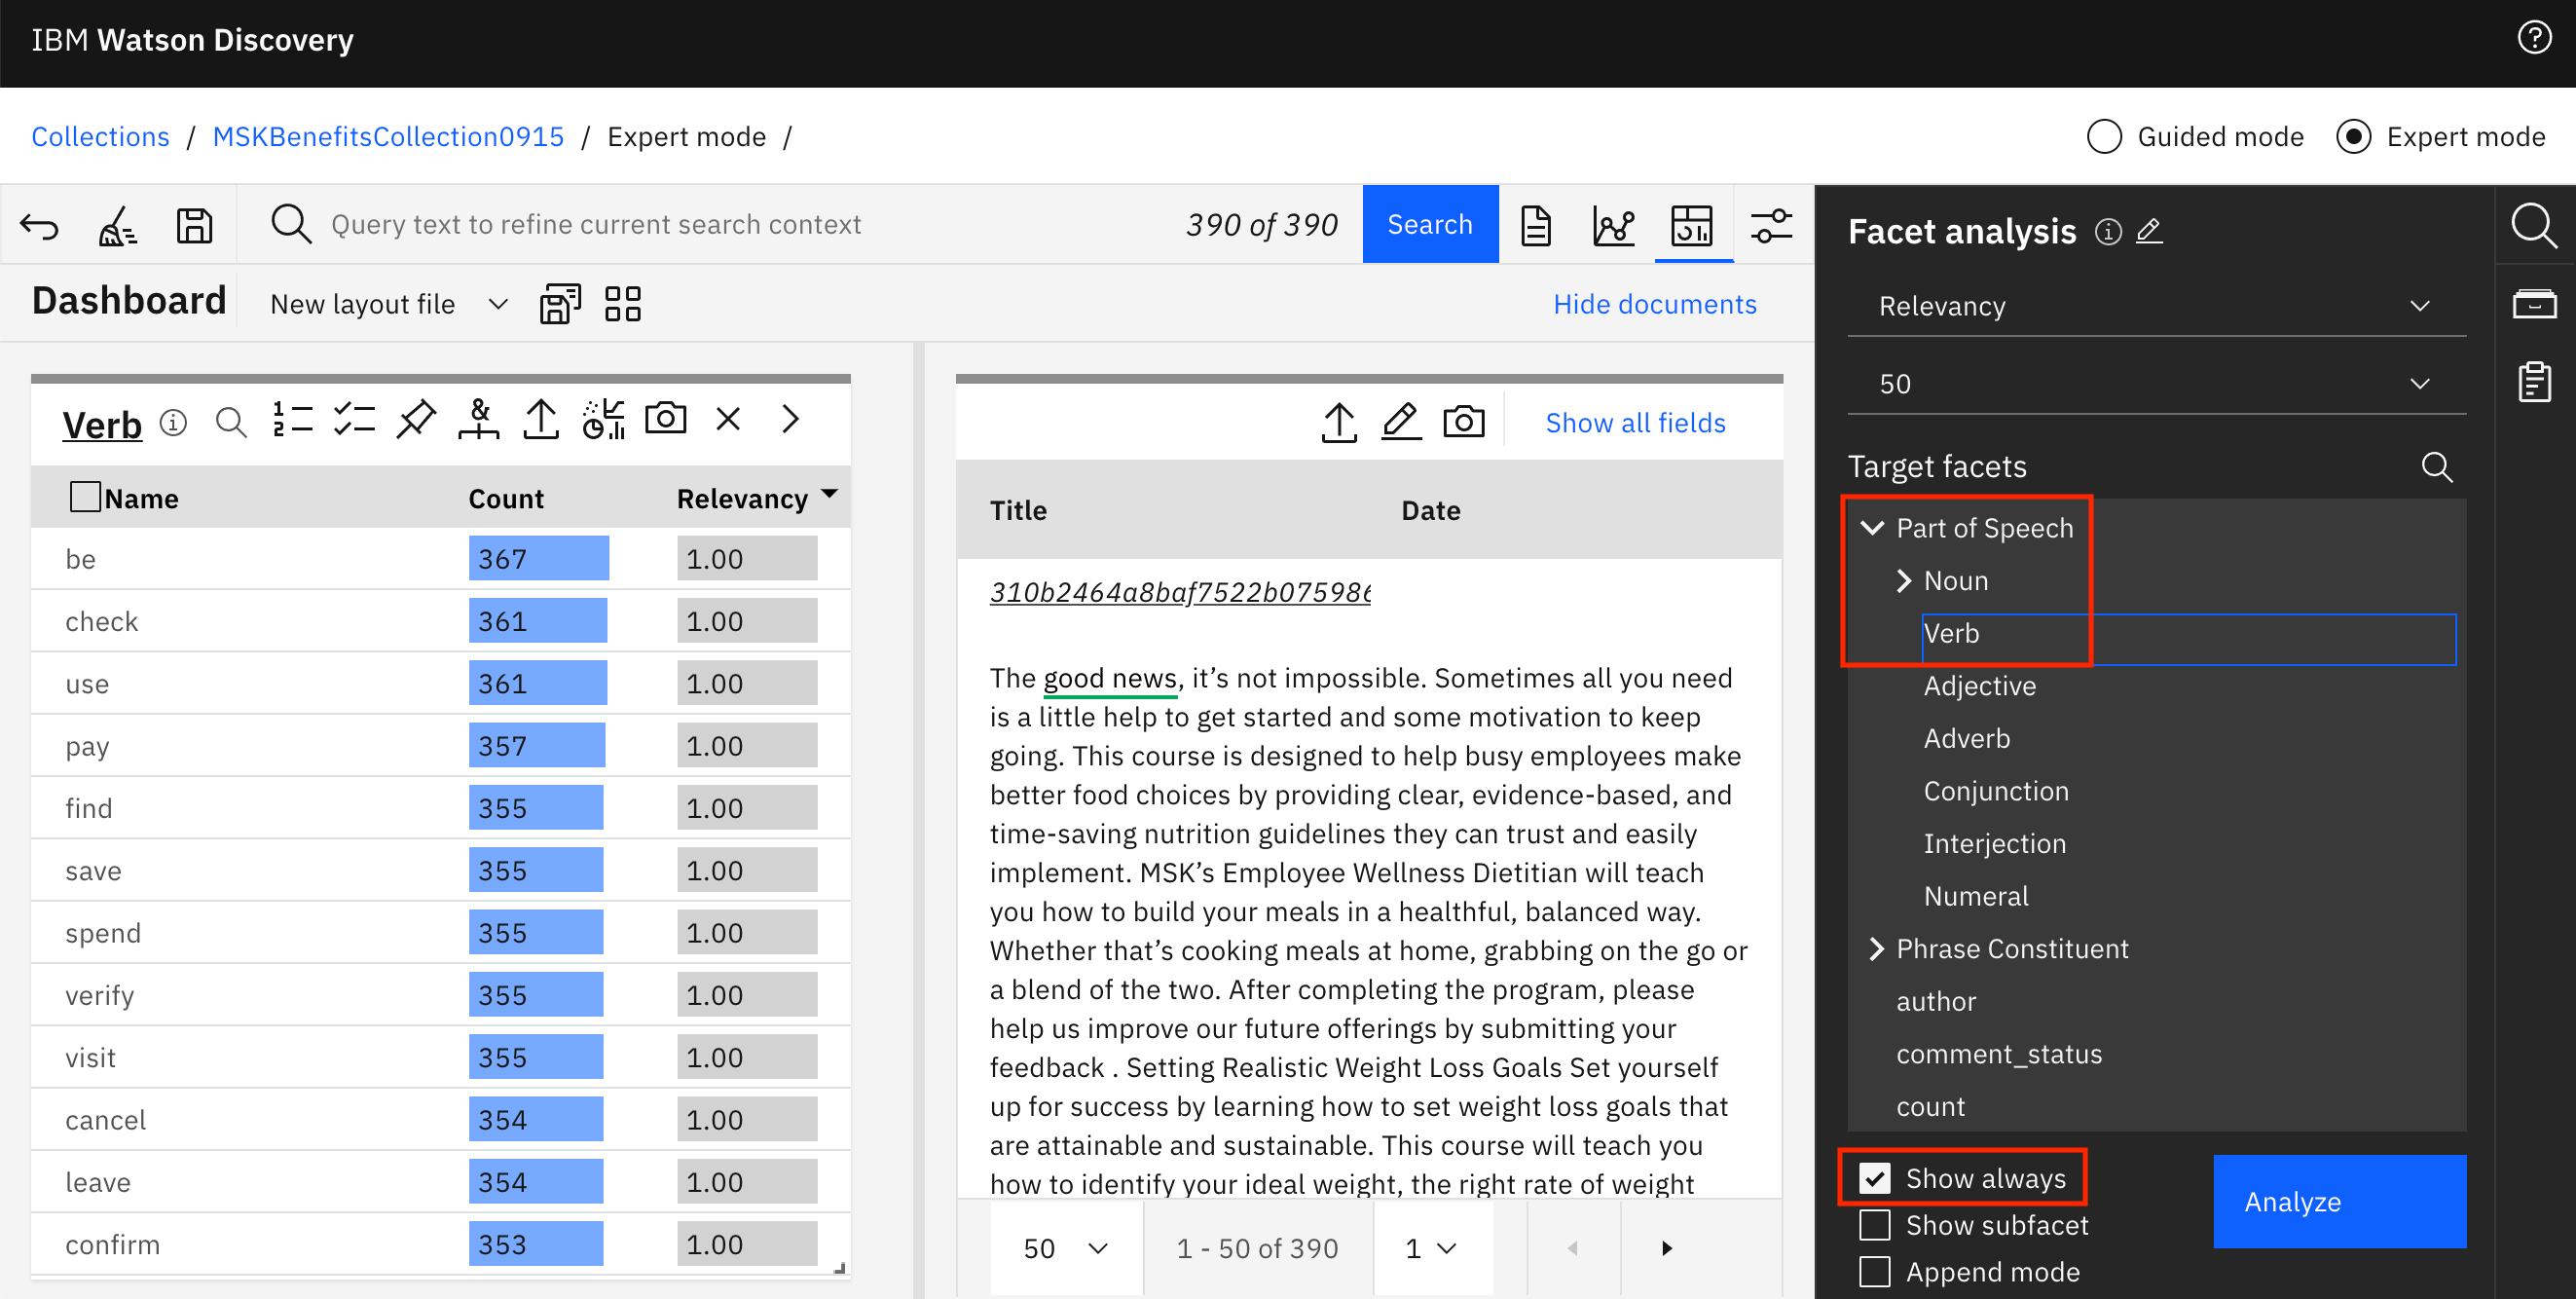 IBM Watson Discovery
Collections / MSKBenefitsCollection0915 / Expert mode /
Guided mode
Expert mode
Query text to refine current search context
390 of 390
Search
Dashboard
New layout file
Hide documents
Verb
Name Count Relevancy
be 367 1.00
check 361 1.00
use 361 1.00
pay 357 1.00
find 355 1.00
save 355 1.00
spend 355 1.00
verify 355 1.00
visit 355 1.00
cancel 354 1.00
leave 354 1.00
confirm 353 1.00
Show all fields
Title Date
310b2464a8baf7522b075986
The good news, it’s not impossible. Sometimes all you need
is a little help to get started and some motivation to keep
going. This course is designed to help busy employees make
better food choices by providing clear, evidence-based, and
time-saving nutrition guidelines they can trust and easily
implement. MSK’s Employee Wellness Dietitian will teach
you how to build your meals in a healthful, balanced way.
Whether that’s cooking meals at home, grabbing on the go or
a blend of the two. After completing the program, please
help us improve our future offerings by submitting your
feedback . Setting Realistic Weight Loss Goals Set yourself
up for success by learning how to set weight loss goals that
are attainable and sustainable. This course will teach you
how to identify your ideal weight, the right rate of weight
50
1 - 50 of 390
1
Facet analysis
Relevancy
50
Target facets
Part of Speech
Noun
Verb
Adjective
Adverb
Conjunction
Interjection
Numeral
Phrase Constituent
author
comment_status
count
Show always
Show subfacet
Append mode
Analyze